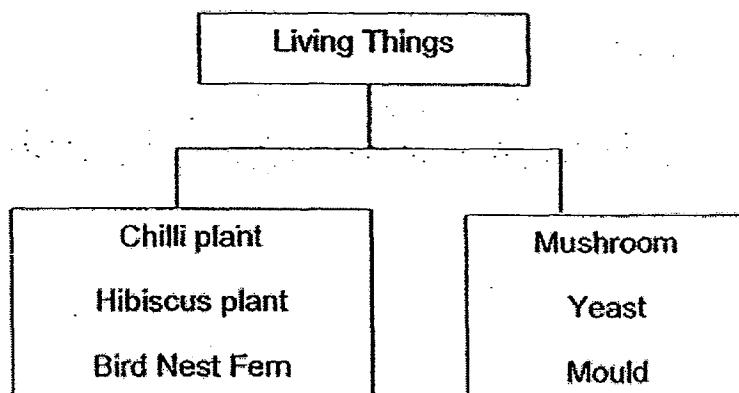 Living Things
Chilli plant
Hibiscus plant
Bird Nest Fern
Mushroom
Yeast
Mould